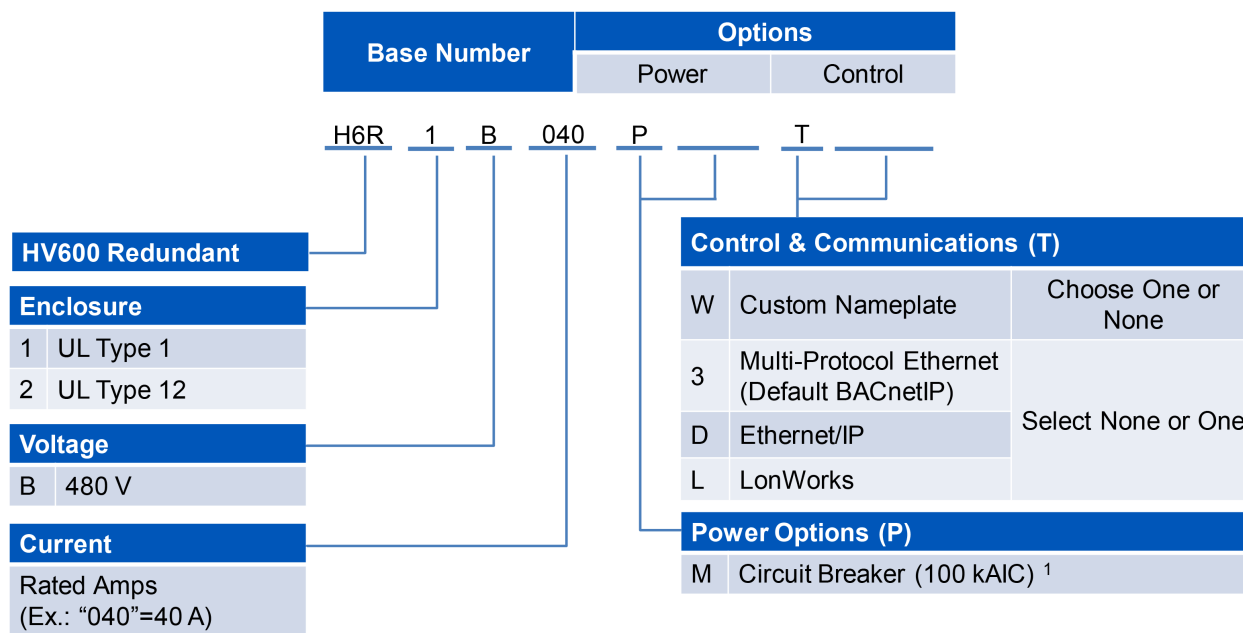 Base Number
Options
Power Control
H6R 1 B 040 P T
HV600 Redundant
Enclosure
1 UL Type 1
2 UL Type 12
Voltage
B 480 V
Current
Rated Amps
(Ex.: “040”=40 A)
Control & Communications (T)
W Custom Nameplate
Choose One or
None
3 Multi-Protocol Ethernet
(Default BACnetIP)
D Ethernet/IP
L LonWorks
Select None or One
Power Options (P)
M Circuit Breaker (100 kAIC) 1